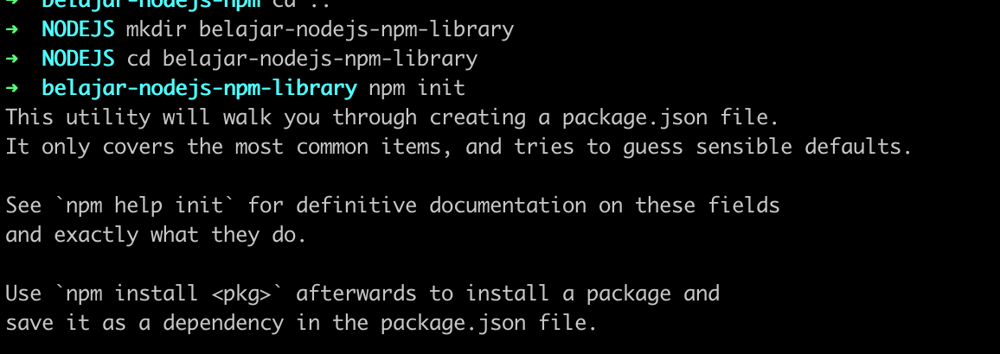 → belajar-nodejs-npm cd ..
→ NODEJS mkdir belajar-nodejs-npm-library
→ NODEJS cd belajar-nodejs-npm-library
→ belajar-nodejs-npm-library npm init
This utility will walk you through creating a package.json file.
It only covers the most common items, and tries to guess sensible defaults.
See `npm help init` for definitive documentation on these fields
and exactly what they do.
Use `npm install <pkg>` afterwards to install a package and
save it as a dependency in the package.json file.